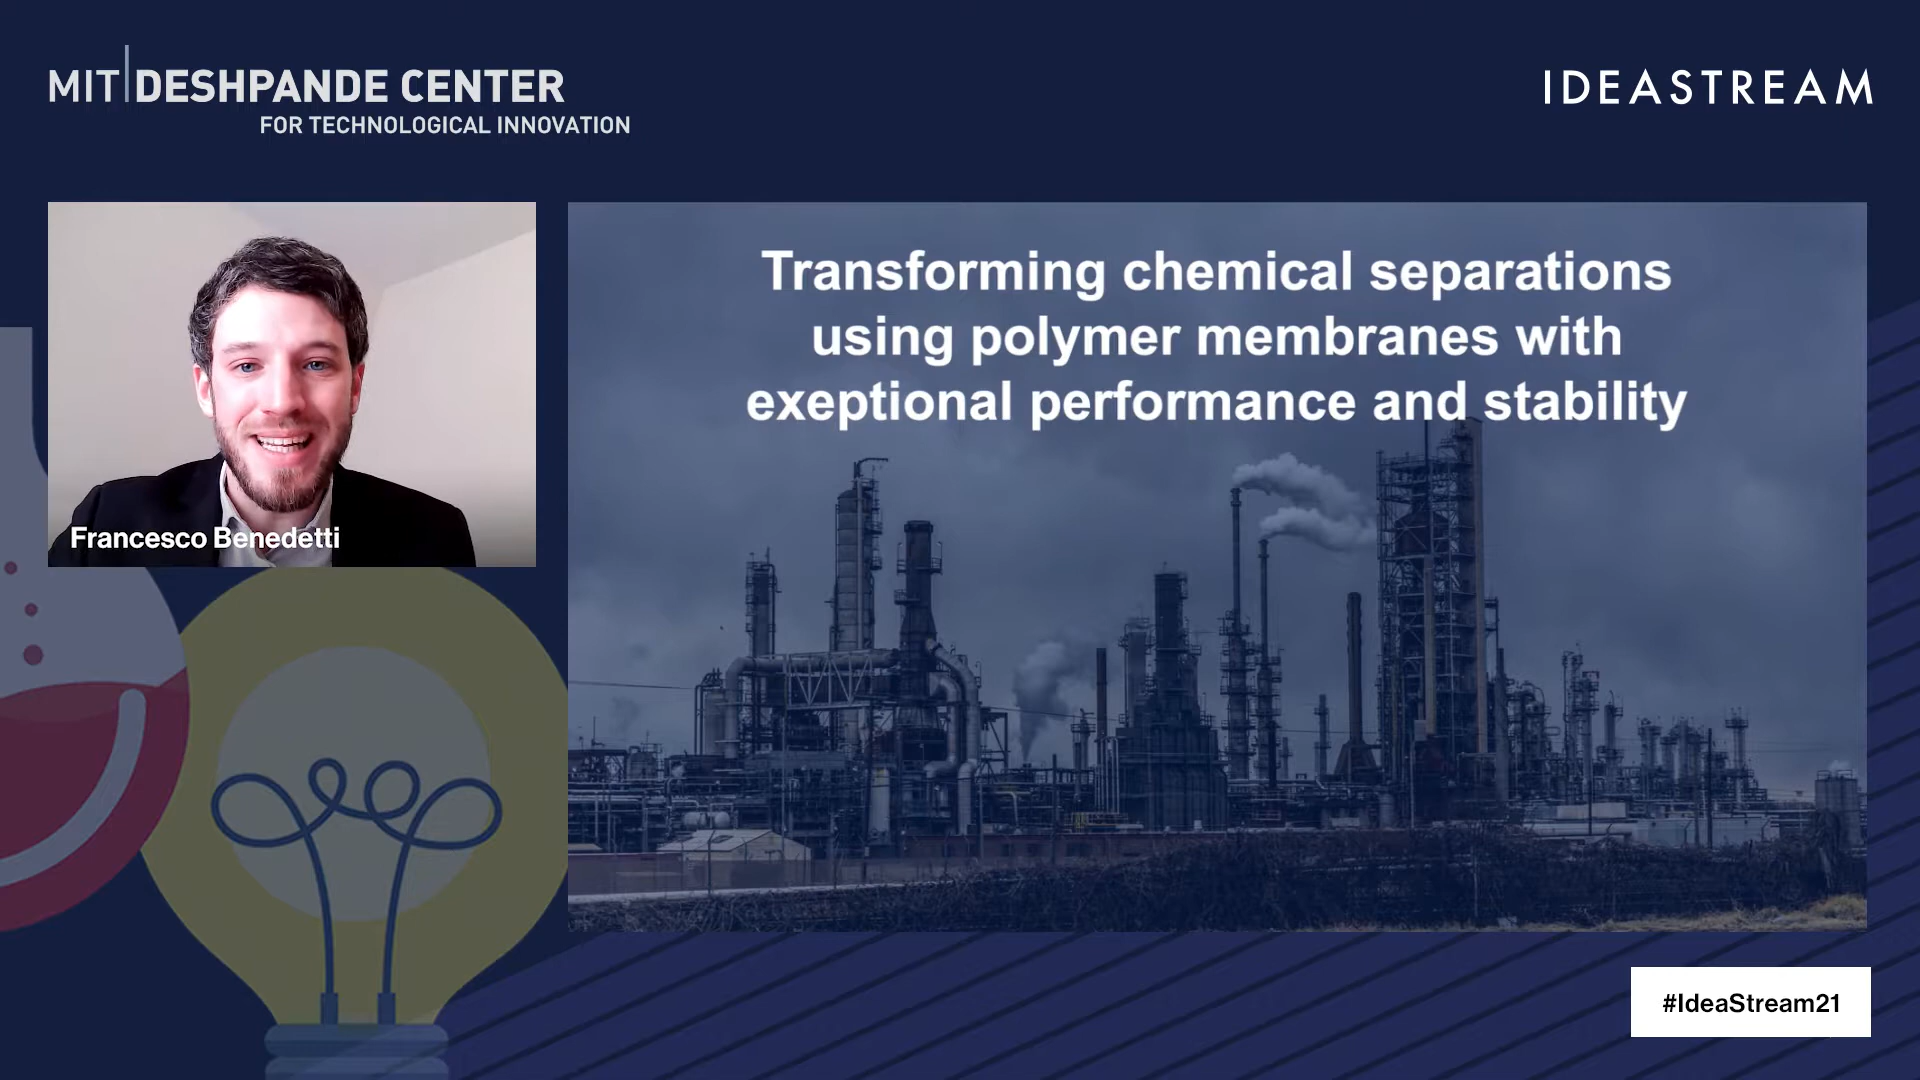 MIT DESHPANDE CENTER
FOR TECHNOLOGICAL INNOVATION
IDEASTREAM
Transforming chemical separations
using polymer membranes with
exeptional performance and stability
Francesco Benedetti
#IdeaStream21